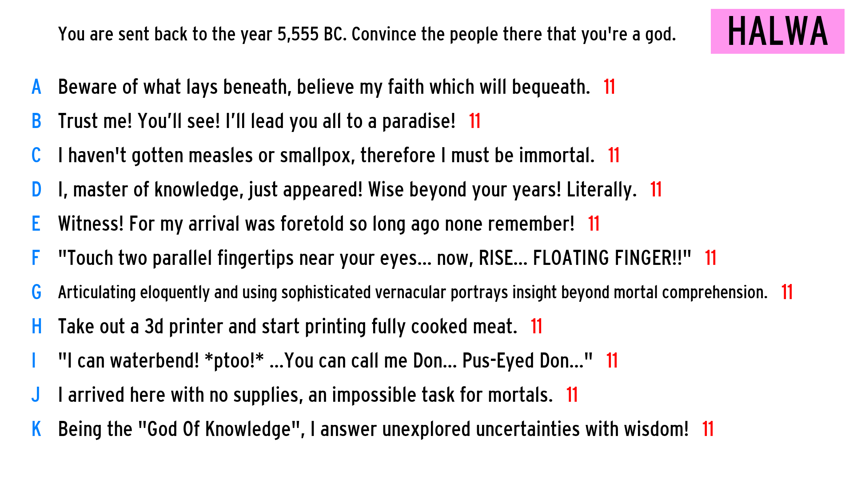 You are sent back to the year 5,555 BC. Convince the people there that you're a god.
HALWA
A Beware of what lays beneath, believe my faith which will bequeath. 11
B Trust me! You’ll see! I’ll lead you all to a paradise! 11
C I haven't gotten measles or smallpox, therefore I must be immortal. 11
D I, master of knowledge, just appeared! Wise beyond your years! Literally. 11
E Witness! For my arrival was foretold so long ago none remember! 11
F "Touch two parallel fingertips near your eyes... now, RISE... FLOATING FINGER!!" 11
G Articulating eloquently and using sophisticated vernacular portrays insight beyond mortal comprehension. 11
H Take out a 3d printer and start printing fully cooked meat. 11
I "I can waterbend! *ptoo!* ...You can call me Don... Pus-Eyed Don..." 11
J I arrived here with no supplies, an impossible task for mortals. 11
K Being the "God Of Knowledge", I answer unexplored uncertainties with wisdom! 11